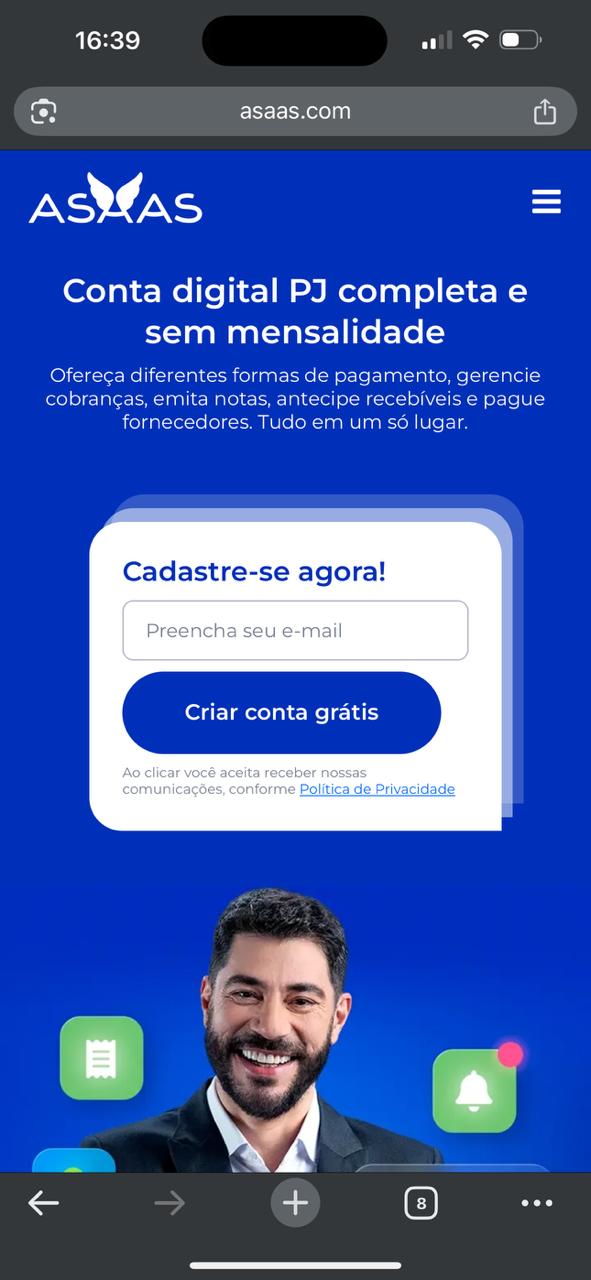 16:39
asaas.com
ASAAS
Conta digital PJ completa e
sem mensalidade
Ofereça diferentes formas de pagamento, gerencie
cobranças, emita notas, antecipe recebíveis e pague
fornecedores. Tudo em um só lugar.
Cadastre-se agora!
Preencha seu e-mail
Criar conta grátis
Ao clicar você aceita receber nossas
comunicações, conforme Política de Privacidade
8